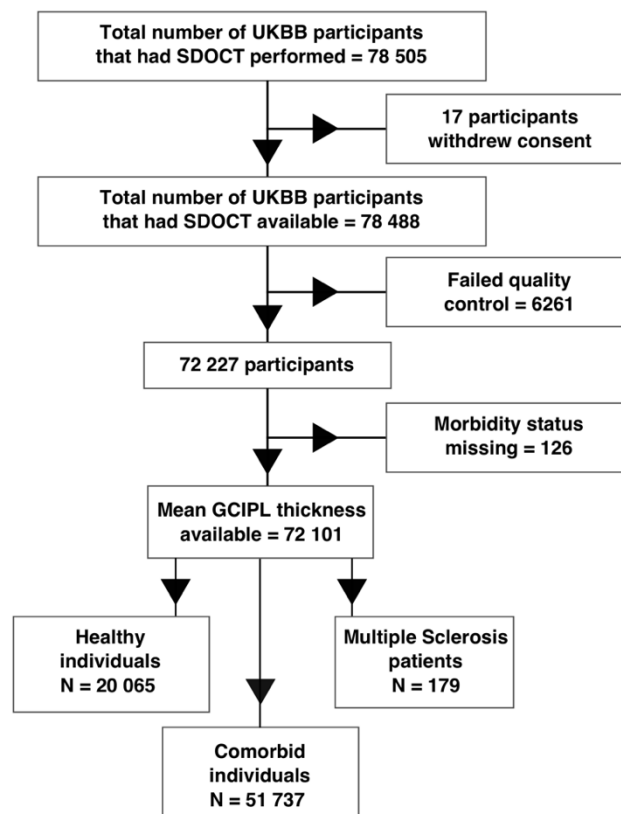 Total number of UKBB participants
that had SDOCT performed = 78 505
17 participants
withdrew consent
Total number of UKBB participants
that had SDOCT available = 78 488
Failed quality
control = 6261
72 227 participants
Morbidity status
missing = 126
Mean GCIPL thickness
available = 72 101
Healthy
individuals
N = 20 065
Multiple Sclerosis
patients
N = 179
Comorbid
individuals
N = 51 737